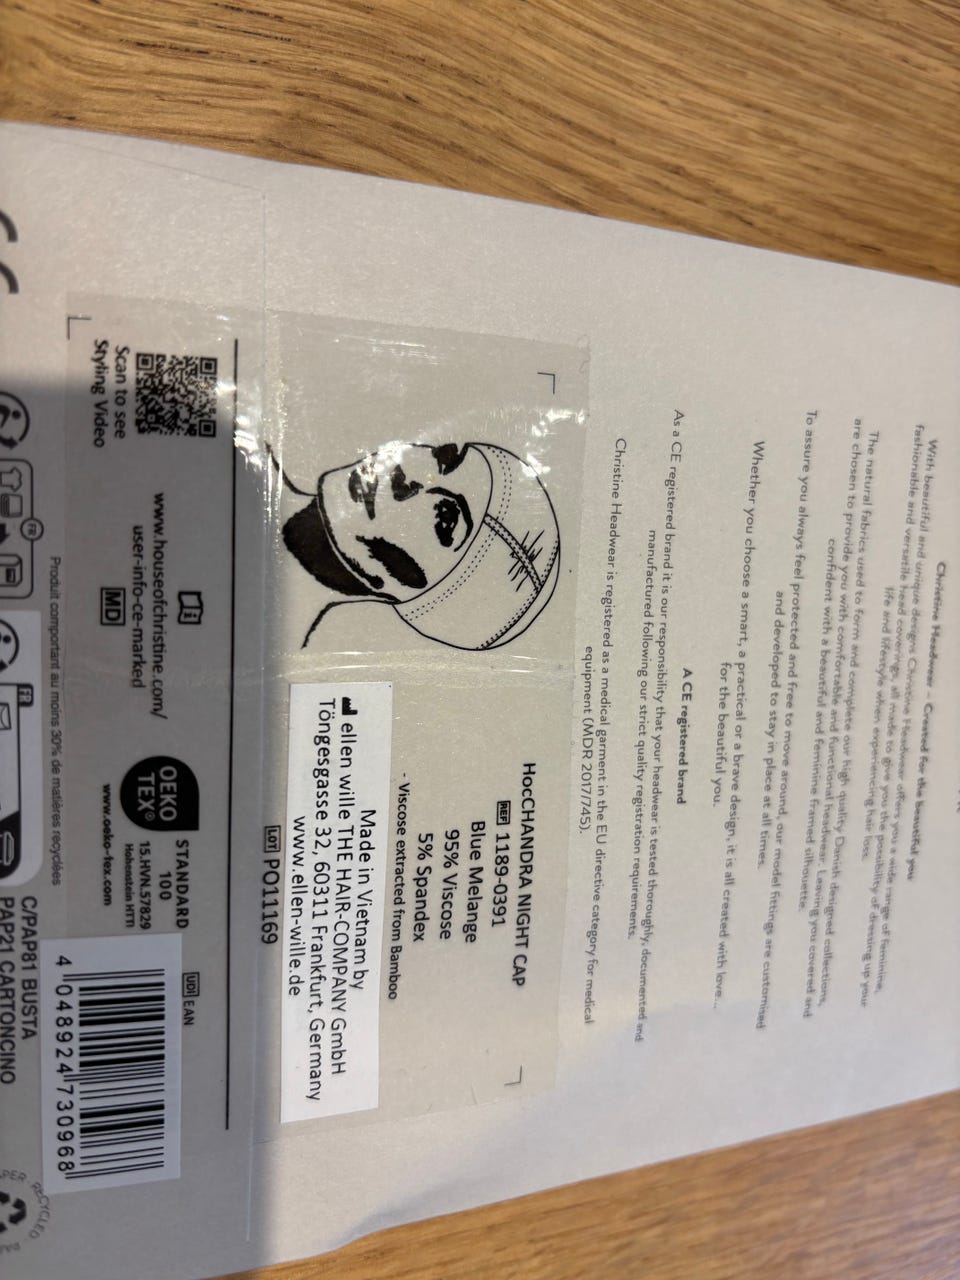 Christine Headwear – Created for the beautiful you
With beautiful and unique designs Christine Headwear offers you a wide range of feminine,
fashionable and versatile head coverings, all made to give you the possibility of dressing up your
life and lifestyle when experiencing hair loss.
The natural fabrics used to form and complete our high quality Danish designed collections,
are chosen to provide you with comfortable and functional headwear. Leaving you covered and
confident with a beautiful and feminine framed silhouette.
To assure you always feel protected and free to move around, our model fittings are customised
and developed to stay in place at all times.
Whether you choose a smart, a practical or a brave design, it is all created with love...
for the beautiful you.
A CE registered brand
As a CE registered brand it is our responsibility that your headwear is tested thoroughly, documented and
manufactured following our strict quality registration requirements.
Christine Headwear is registered as a medical garment in the EU directive category for medical
equipment (MDR 2017/745).
HocCHANDRA NIGHT CAP
REF 1189-0391
Blue Melange
95% Viscose
5% Spandex
- Viscose extracted from Bamboo
Made in Vietnam by
ellen wille THE HAIR-COMPANY GmbH
Töngesgasse 32, 60311 Frankfurt, Germany
www.ellen-wille.de
LOT PO11169
Scan to see
Styling Video
www.houseofchristine.com/
user-info-ce-marked
MD
OEKO
TEX®
STANDARD
100
15.HVN.57829
Hohenstein HTTI
www.oeko-tex.com
UDI EAN
4 048924 730968
CE
FR
Produit comportant au moins 30% de matières recyclées
FR
C/PAP81 BUSTA
PAP21 CARTONCINO